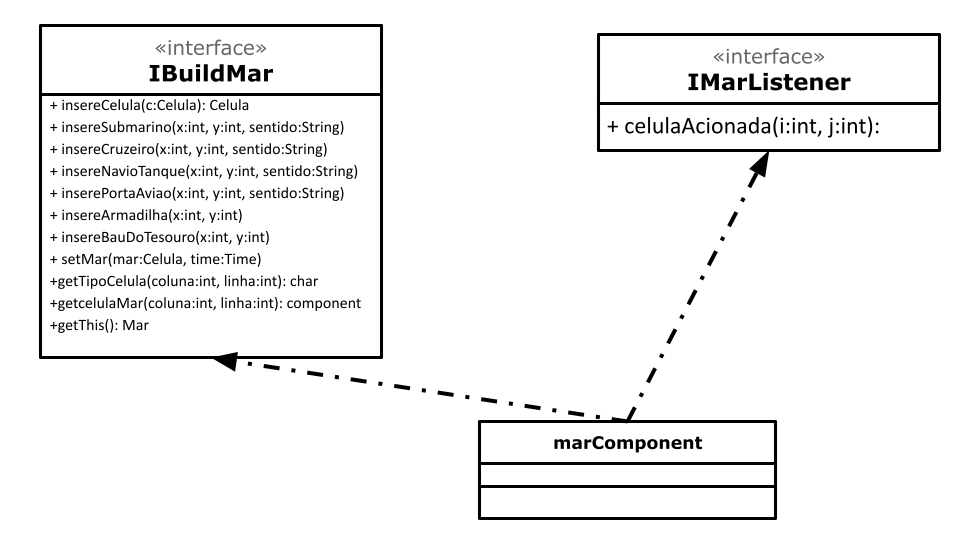 «interface»
IBuildMar
+ insereCelula(c:Celula): Celula
+ insereSubmarino(x:int, y:int, sentido:String)
+ insereCruzeiro(x:int, y:int, sentido:String)
+ insereNavioTanque(x:int, y:int, sentido:String)
+ inserePortaAviao(x:int, y:int, sentido:String)
+ insereArmadilha(x:int, y:int)
+ insereBauDoTesouro(x:int, y:int)
+ setMar(mar:Celula, time:Time)
+getTipoCelula(coluna:int, linha:int): char
+getcelulaMar(coluna:int, linha:int): component
+getThis(): Mar
«interface»
IMarListener
+ celulaAcionada(i:int, j:int):
marComponent